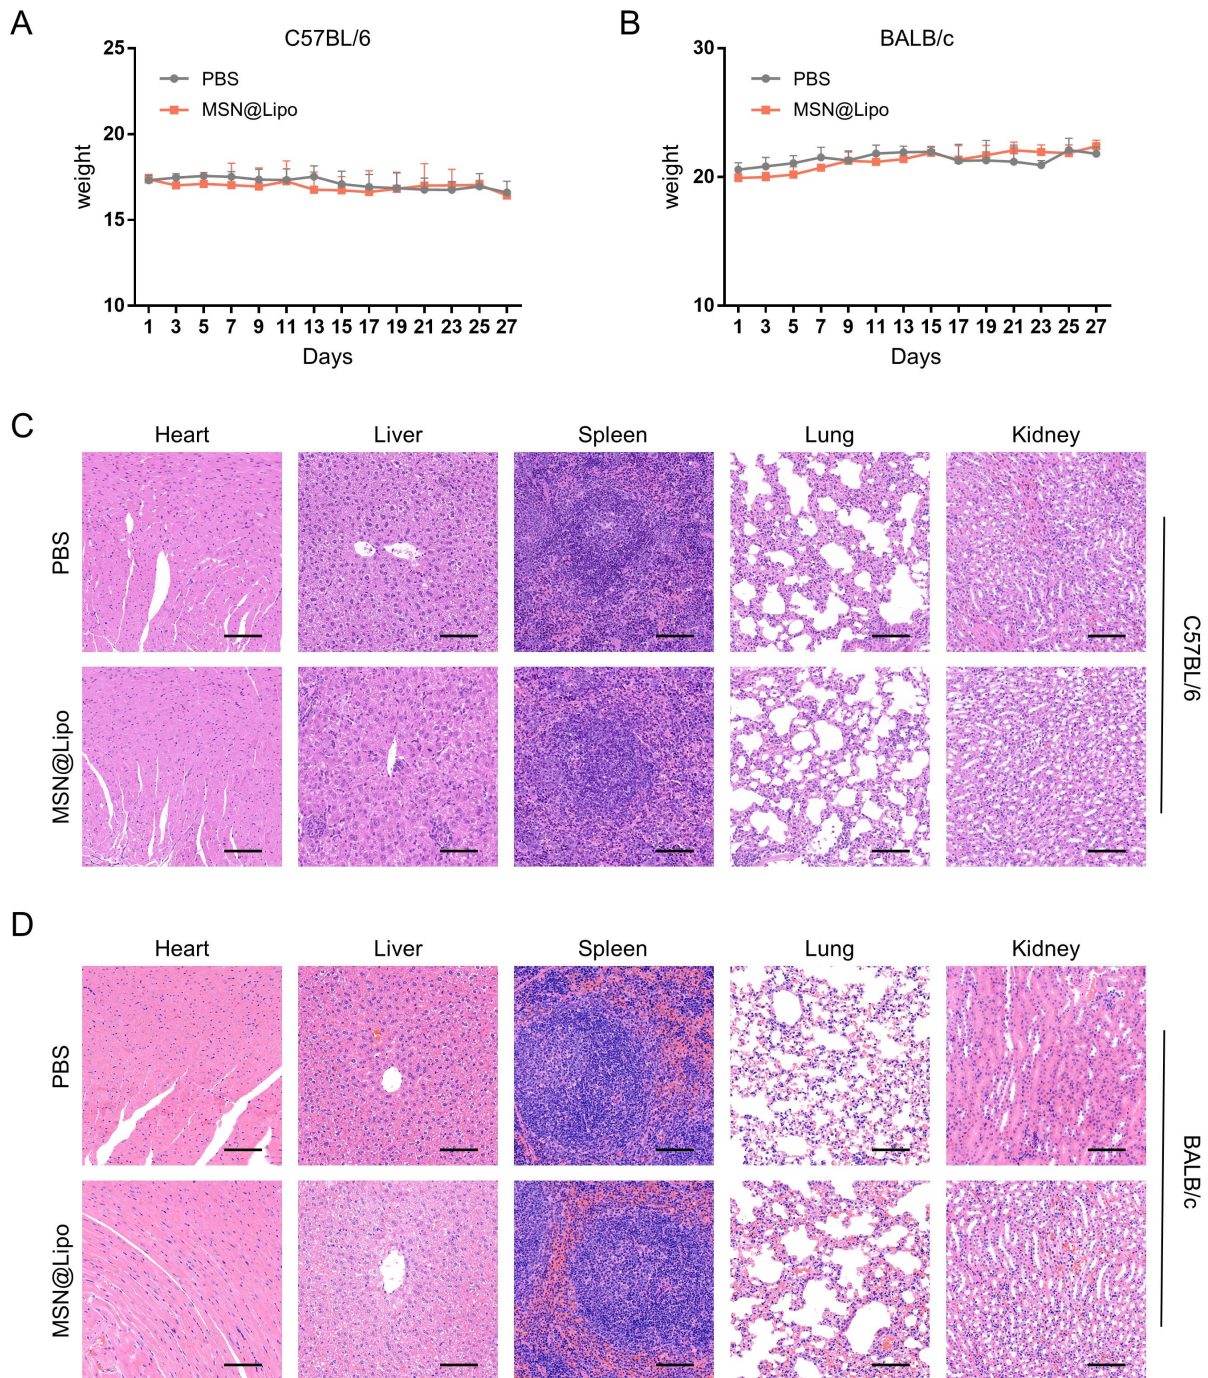 A
C57BL/6
PBS
MSN@Lipo
25
20
15
10
weight
1 3 5 7 9 11 13 15 17 19 21 23 25 27
Days
B
BALB/c
PBS
MSN@Lipo
30
20
10
weight
1 3 5 7 9 11 13 15 17 19 21 23 25 27
Days
C
Heart Liver Spleen Lung Kidney
PBS
MSN@Lipo
C57BL/6
D
Heart Liver Spleen Lung Kidney
PBS
MSN@Lipo
BALB/c